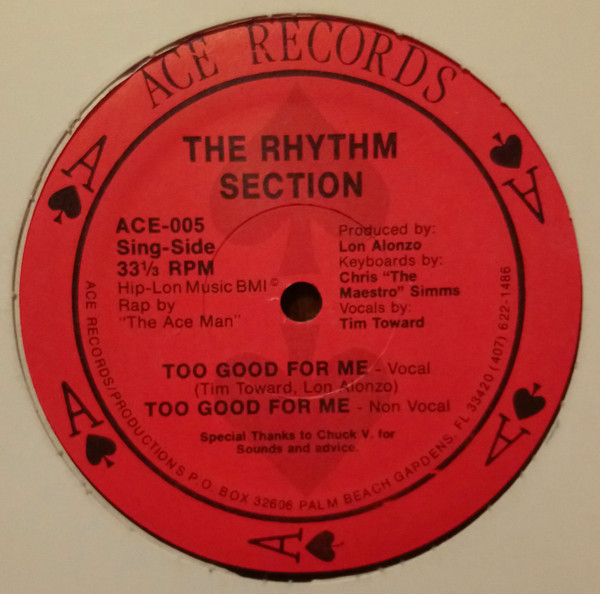 ACE RECORDS
A
A
THE RHYTHM
SECTION
ACE-005
Sing-Side
33⅓ RPM
Hip-Lon Music BMI ©
Rap by
"The Ace Man"
Produced by:
Lon Alonzo
Keyboards by:
Chris "The
Maestro" Simms
Vocals by:
Tim Toward
TOO GOOD FOR ME - Vocal
(Tim Toward, Lon Alonzo)
TOO GOOD FOR ME - Non Vocal
Special Thanks to Chuck V. for
Sounds and advice.
ACE RECORDS/PRODUCTIONS P.O. BOX 32606 PALM BEACH GARDENS, FL 33420 (407) 622-1486
A
A
A